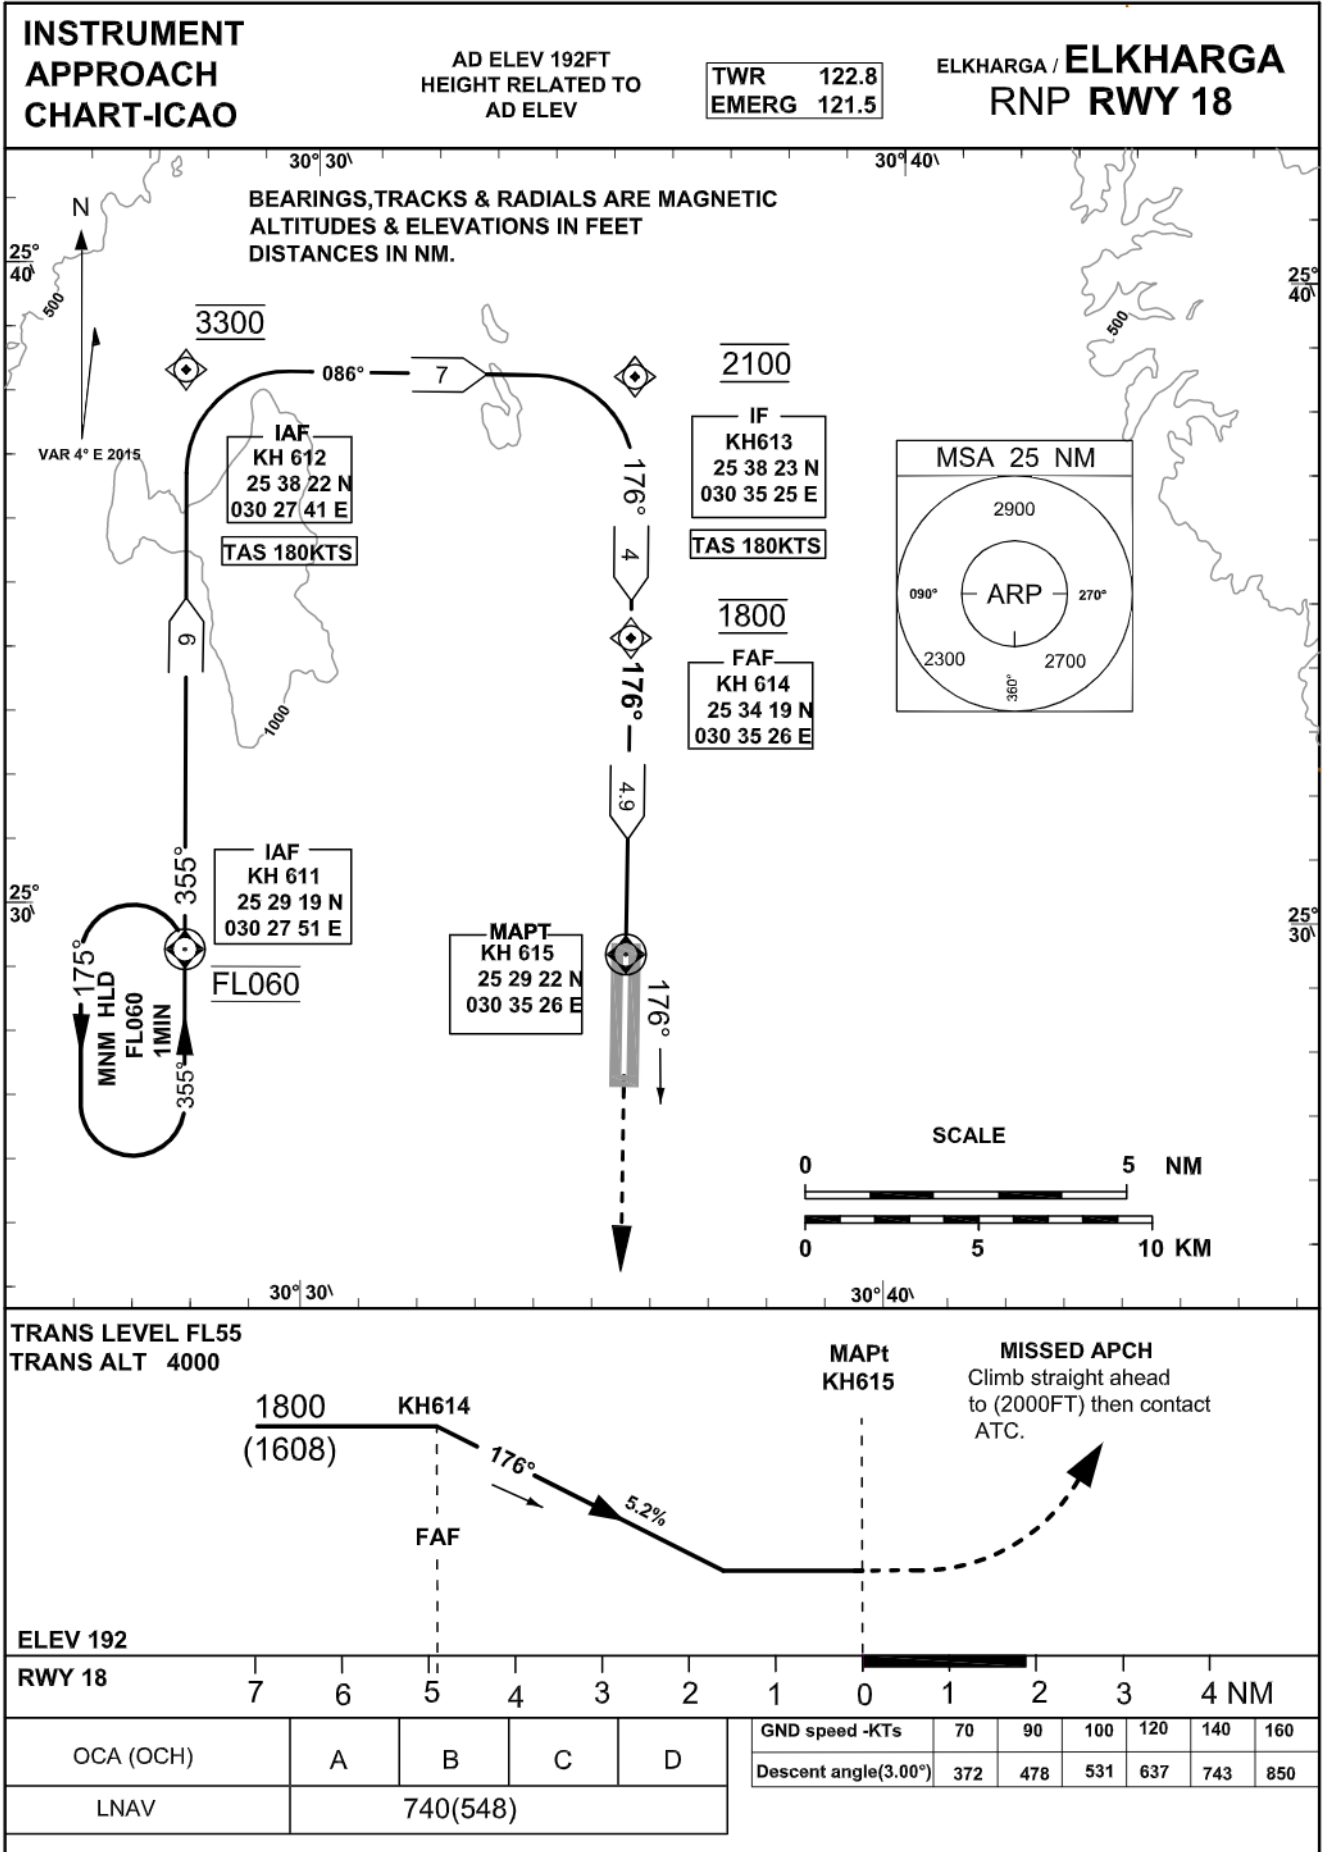 INSTRUMENT
APPROACH
CHART-ICAO
AD ELEV 192FT
HEIGHT RELATED TO
AD ELEV
TWR 122.8
EMERG 121.5
ELKHARGA / ELKHARGA
RNP RWY 18
30° 30\
30° 40\
BEARINGS,TRACKS & RADIALS ARE MAGNETIC
ALTITUDES & ELEVATIONS IN FEET
DISTANCES IN NM.
N
VAR 4° E 2015
25°
40\
25°
40\
500
500
3300
086°
7
2100
IAF
KH 612
25 38 22 N
030 27 41 E
TAS 180KTS
IF
KH613
25 38 23 N
030 35 25 E
TAS 180KTS
176°
4
MSA 25 NM
2900
090°
ARP
270°
2300
2700
360°
9
1800
FAF
KH 614
25 34 19 N
030 35 26 E
176°
1000
4.9
355°
IAF
KH 611
25 29 19 N
030 27 51 E
FL060
25°
30\
25°
30\
175°
MNM HLD
FL060
1MIN
355°
MAPT
KH 615
25 29 22 N
030 35 26 E
176°
SCALE
0 5 NM
0 5 10 KM
30° 30\
30° 40\
TRANS LEVEL FL55
TRANS ALT 4000
1800
(1608)
KH614
FAF
176°
5.2%
MAPt
KH615
MISSED APCH
Climb straight ahead
to (2000FT) then contact
ATC.
ELEV 192
RWY 18
7 6 5 4 3 2 1 0 1 2 3 4 NM
OCA (OCH) A B C D
LNAV 740(548)
GND speed -KTs 70 90 100 120 140 160
Descent angle(3.00°) 372 478 531 637 743 850